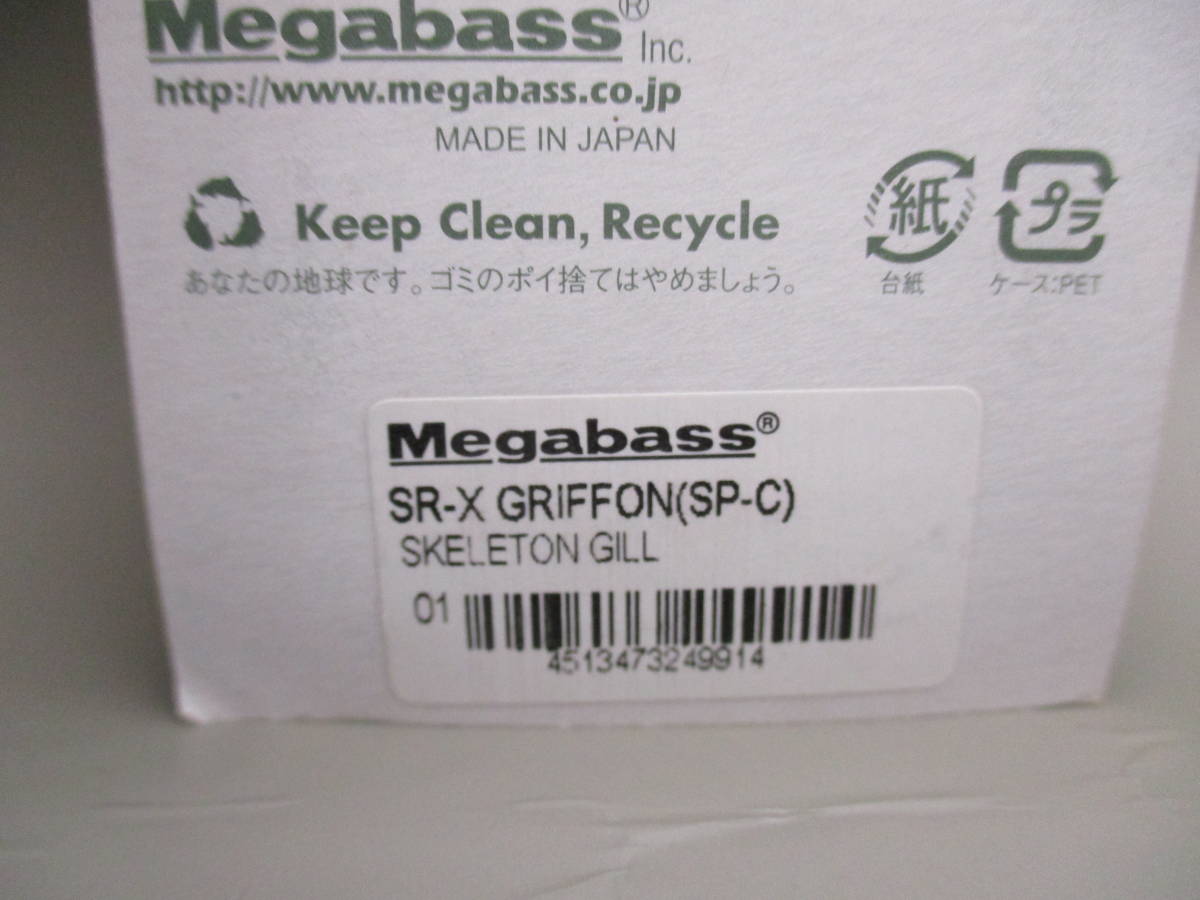 Megabass® Inc.
http://www.megabass.co.jp
MADE IN JAPAN
Keep Clean, Recycle
あなたの地球です。ゴミのポイ捨てはやめましょう。
紙
台紙
プラ
ケース:PET
Megabass®
SR-X GRIFFON(SP-C)
SKELETON GILL
01
4513473249914